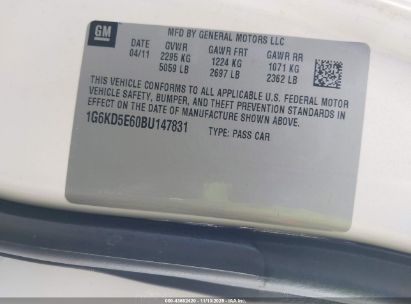 GM
MFD BY GENERAL MOTORS LLC
04/11 GVWR GAWR FRT GAWR RR
2295 KG 1224 KG 1071 KG
5059 LB 2697 LB 2362 LB
THIS VEHICLE CONFORMS TO ALL APPLICABLE U.S. FEDERAL MOTOR
VEHICLE SAFETY, BUMPER, AND THEFT PREVENTION STANDARDS IN
EFFECT ON THE DATE OF MANUFACTURE SHOWN ABOVE.
1G6KD5E60BU147831 TYPE: PASS CAR